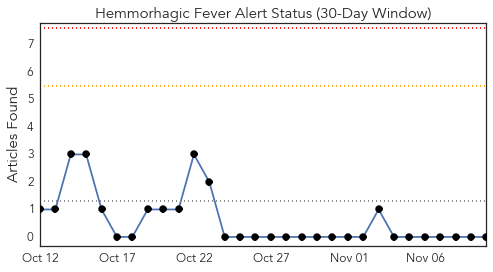 Hemmorhagic Fever Alert Status (30-Day Window)
Articles Found
7
6
5
4
3
2
1
0
Oct 12
Oct 17
Oct 22
Oct 27
Nov 01
Nov 06